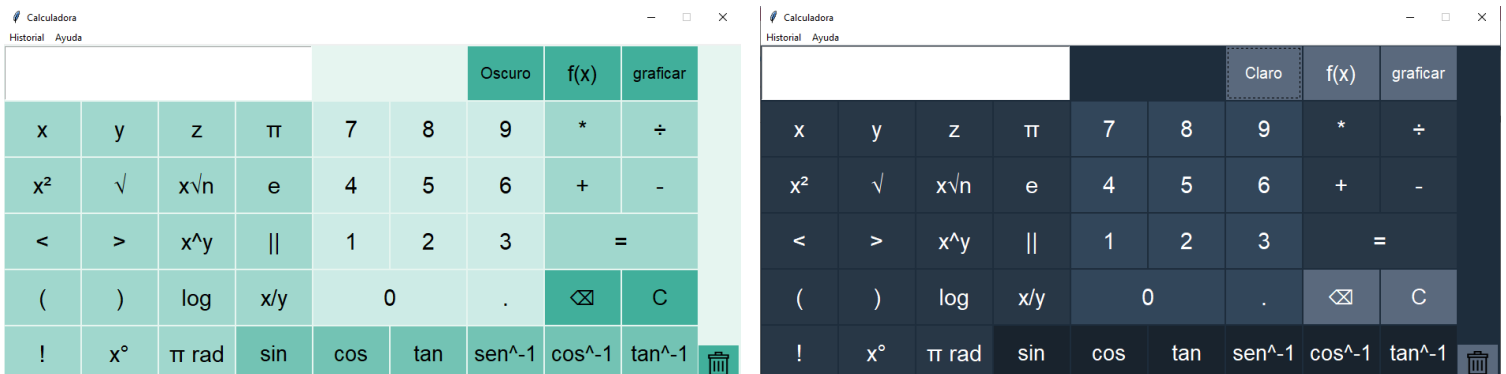 Calculadora
Historial Ayuda
Oscuro f(x) graficar
x y z π 7 8 9 * ÷
x² √ x√n e 4 5 6 + -
< > x^y || 1 2 3 =
( ) log x/y 0 . ⌫ C
! x° π rad sin cos tan sen^-1 cos^-1 tan^-1
Calculadora
Historial Ayuda
Claro f(x) graficar
x y z π 7 8 9 * ÷
x² √ x√n e 4 5 6 + -
< > x^y || 1 2 3 =
( ) log x/y 0 . ⌫ C
! x° π rad sin cos tan sen^-1 cos^-1 tan^-1